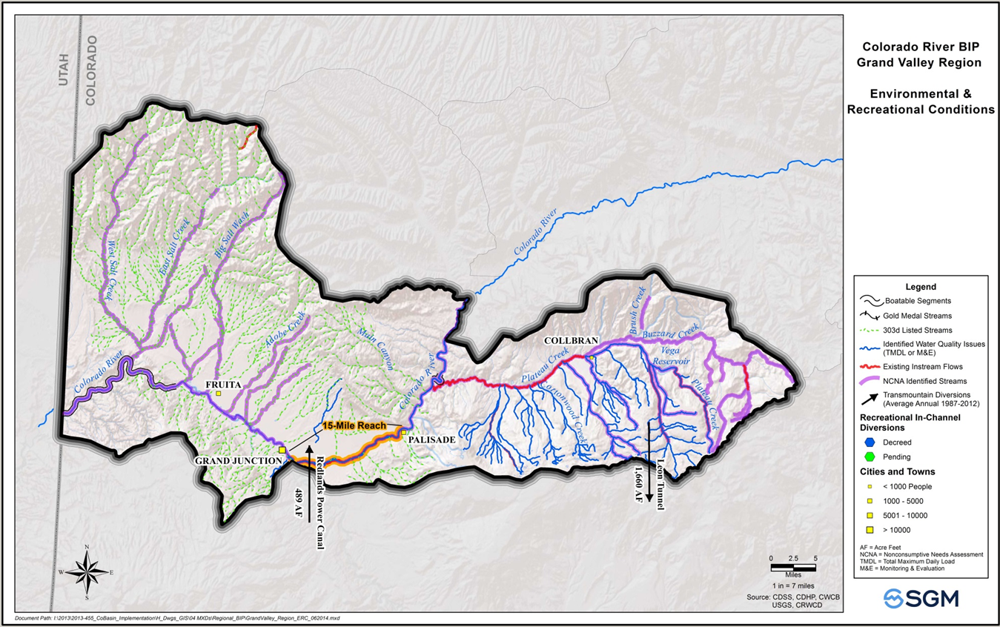 UTAH
COLORADO
Colorado River BIP
Grand Valley Region
Environmental &
Recreational Conditions
Colorado River
West Salt Creek
East Salt Creek
Big Salt Wash
Adobe Creek
Main Canyon
Colorado River
Colorado River
FRUITA
15-Mile Reach
PALISADE
GRAND JUNCTION
Redlands Power Canal
489 AF
COLLBRAN
Brush Creek
Buzzard Creek
Vega
Reservoir
Plateau Creek
Plateau Creek
Cottonwood Creek
Leon Tunnel
1,660 AF
N
W
E
S
0 2.5 5
Miles
1 in = 7 miles
Source: CDSS, CDHP, CWCB
USGS, CRWCD
Legend
Boatable Segments
Gold Medal Streams
303d Listed Streams
Identified Water Quality Issues
(TMDL or M&E)
Existing Instream Flows
NCNA Identified Streams
Transmountain Diversions
(Average Annual 1987-2012)
Recreational In-Channel
Diversions
Decreed
Pending
Cities and Towns
< 1000 People
1000 - 5000
5001 - 10000
> 10000
AF = Acre Feet
NCNA = Nonconsumptive Needs Assessment
TMDL = Total Maximum Daily Load
M&E = Monitoring & Evaluation
SGM
Document Path: I:\2013\2013-455_CoBasin_Implementation\H_Dwgs_GIS\04 MXDs\Regional_BIP\GrandValley_Region_ERC_062014.mxd